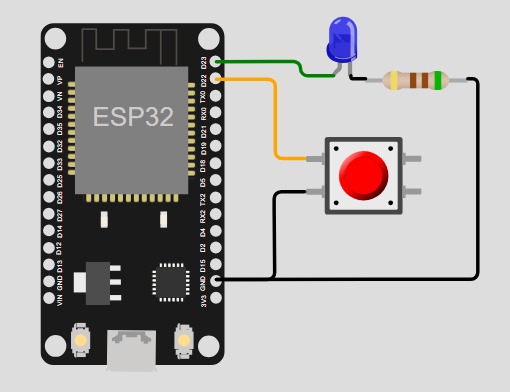 ESP32
EN
VP
VN
D34
D35
D32
D33
D25
D26
D27
D14
D12
D13
GND
VIN
D23
D22
TX0
RX0
D21
D19
D18
D5
TX2
RX2
D4
D2
D15
GND
3V3